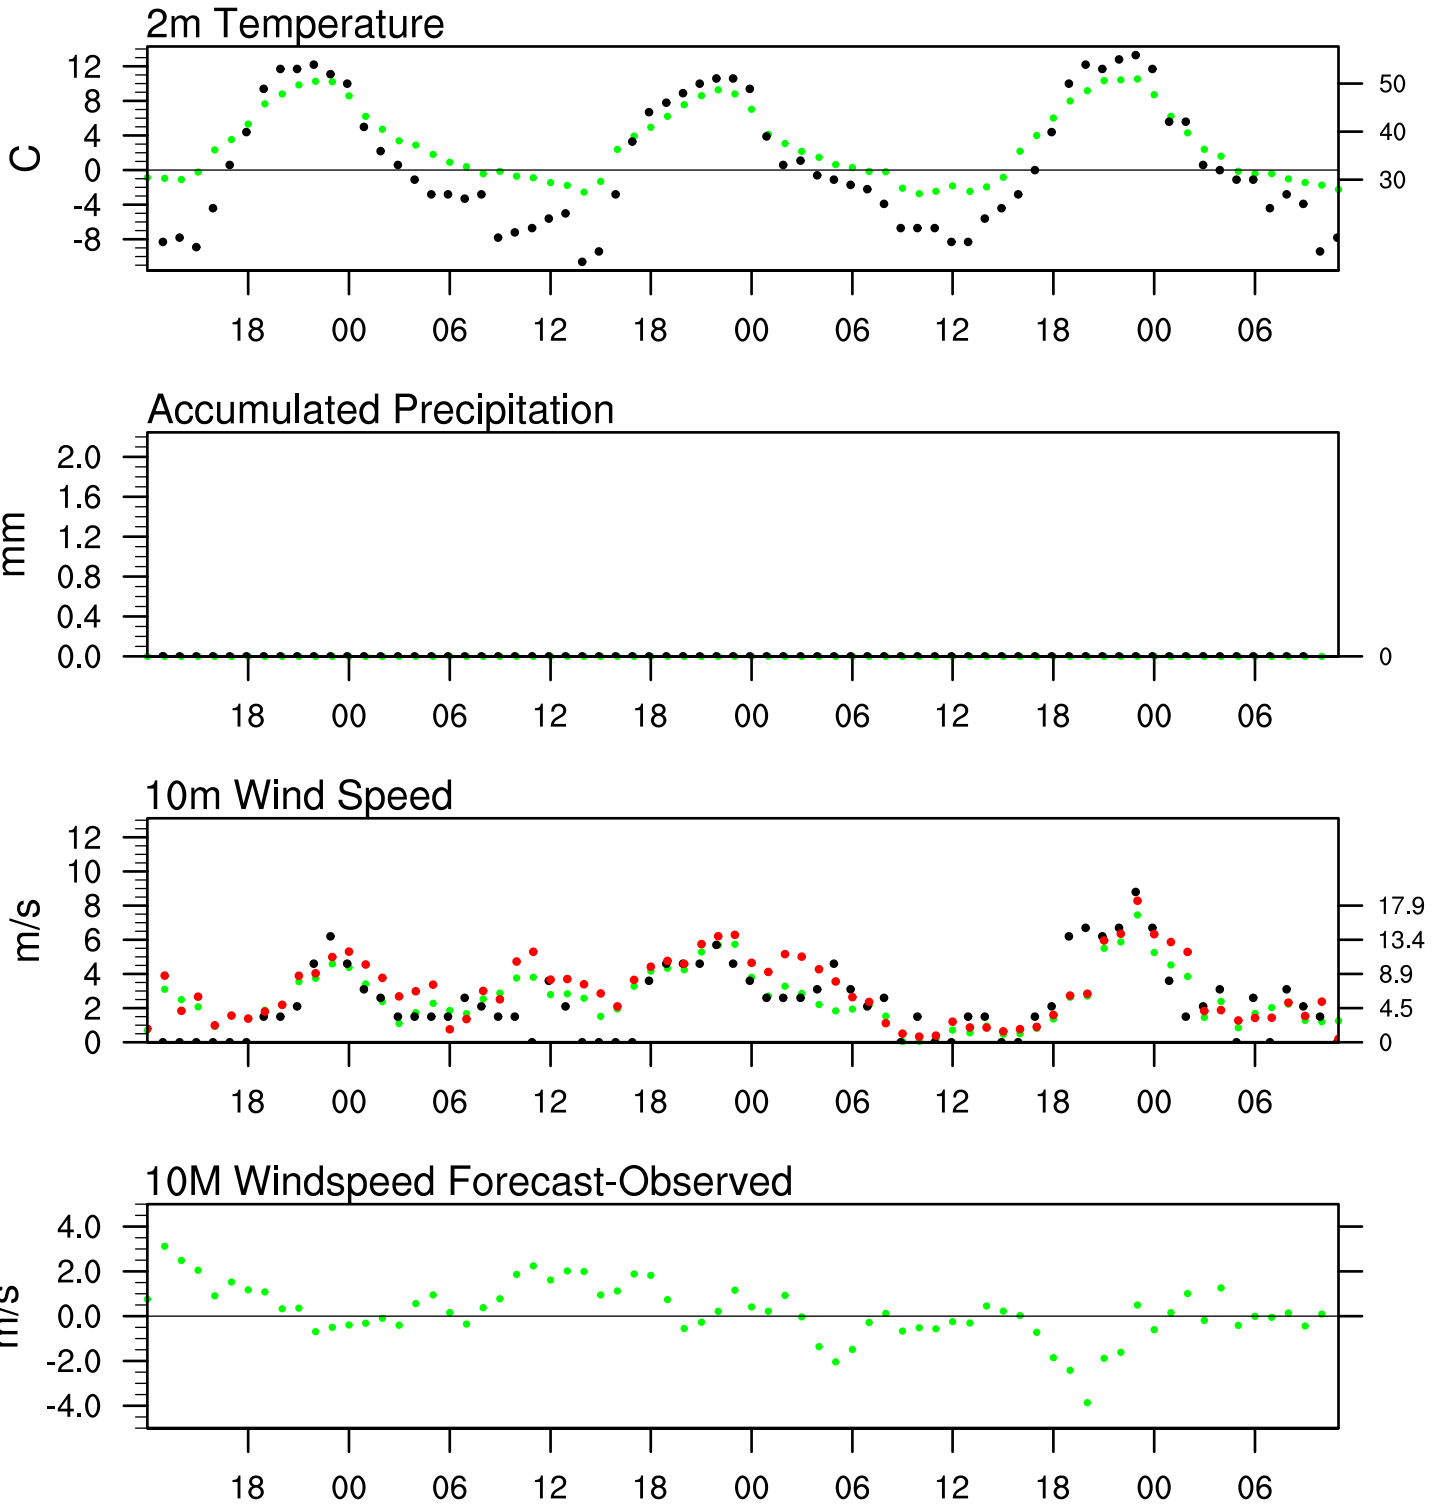 2m Temperature
12
8
4
0
-4
-8
C
50
40
30
18 00 06 12 18 00 06 12 18 00 06
Accumulated Precipitation
2.0
1.6
1.2
0.8
0.4
0.0
mm
0
18 00 06 12 18 00 06 12 18 00 06
10m Wind Speed
12
10
8
6
4
2
0
m/s
17.9
13.4
8.9
4.5
0
18 00 06 12 18 00 06 12 18 00 06
10M Windspeed Forecast-Observed
4.0
2.0
0.0
-2.0
-4.0
m/s
18 00 06 12 18 00 06 12 18 00 06